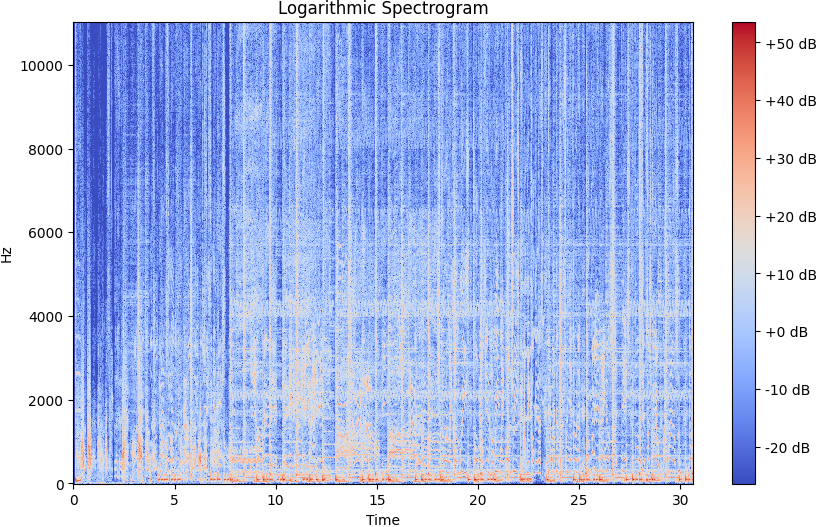 Logarithmic Spectrogram
Hz
10000
8000
6000
4000
2000
0
0 5 10 15 20 25 30
Time
+50 dB
+40 dB
+30 dB
+20 dB
+10 dB
+0 dB
-10 dB
-20 dB